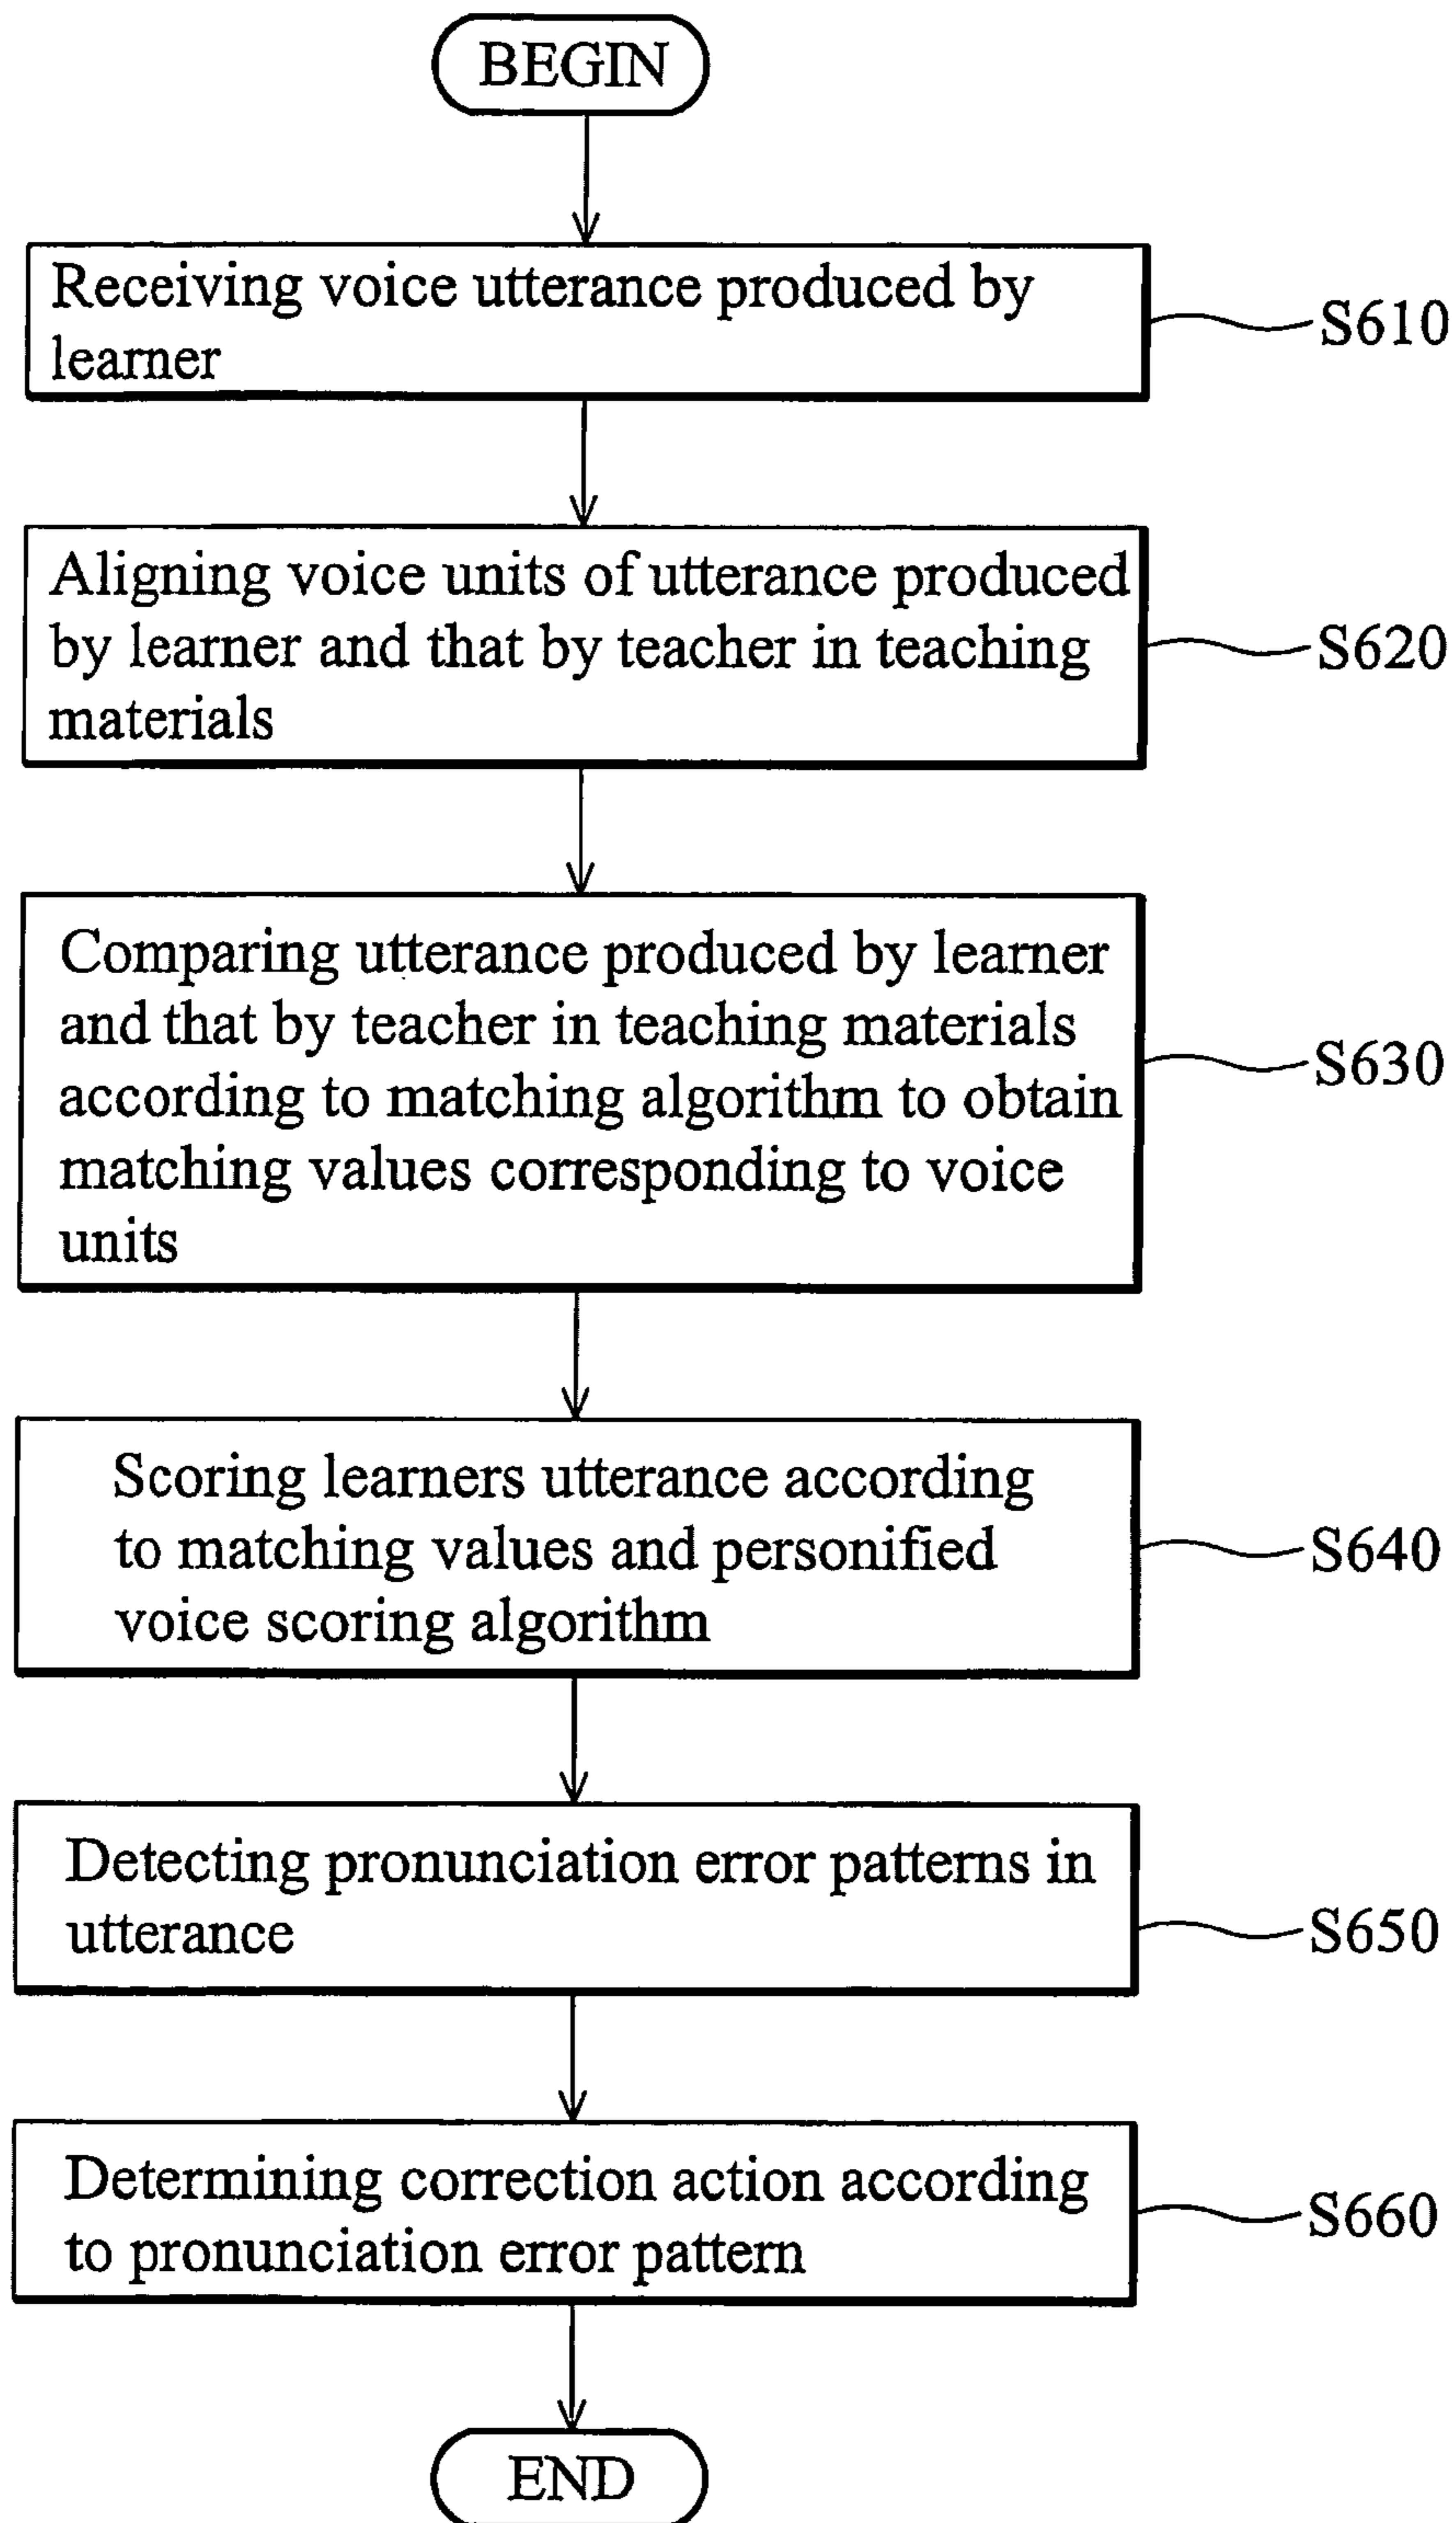 BEGIN
Receiving voice utterance produced by
learner
S610
Aligning voice units of utterance produced
by learner and that by teacher in teaching
materials
S620
Comparing utterance produced by learner
and that by teacher in teaching materials
according to matching algorithm to obtain
matching values corresponding to voice
units
S630
Scoring learners utterance according
to matching values and personified
voice scoring algorithm
S640
Detecting pronunciation error patterns in
utterance
S650
Determining correction action according
to pronunciation error pattern
S660
END